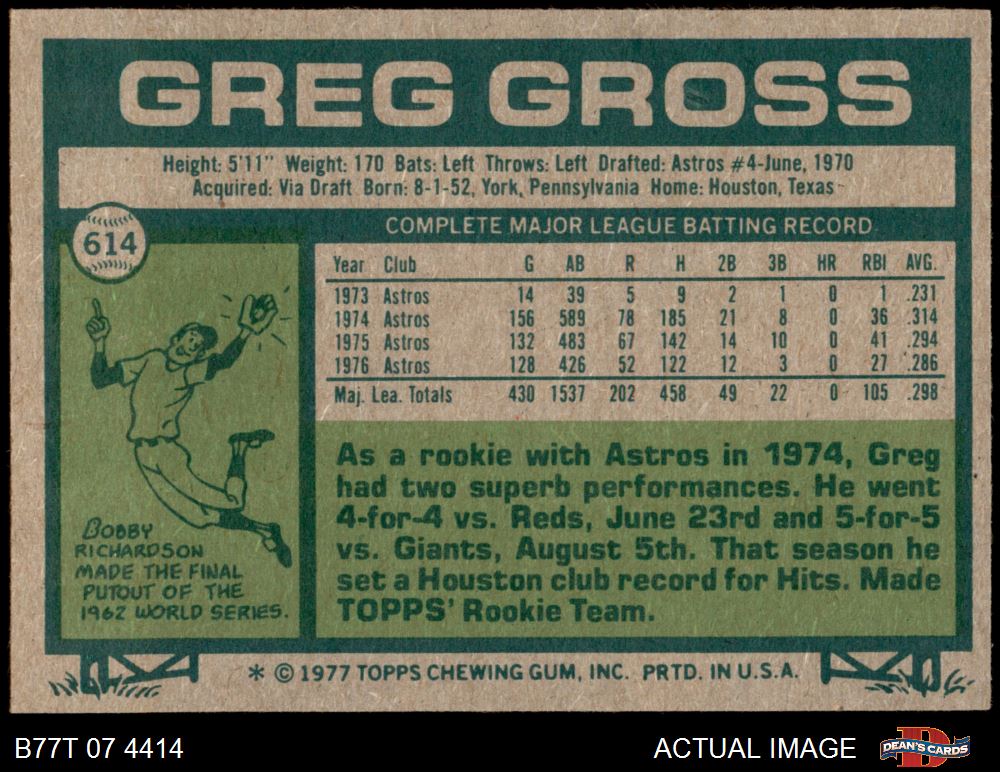 GREG GROSS
Height: 5'11" Weight: 170 Bats: Left Throws: Left Drafted: Astros #4-June, 1970
Acquired: Via Draft Born: 8-1-52, York, Pennsylvania Home: Houston, Texas
614
COMPLETE MAJOR LEAGUE BATTING RECORD
Year Club G AB R H 2B 3B HR RBI AVG.
1973 Astros 14 39 5 9 2 1 0 1 .231
1974 Astros 156 589 78 185 21 8 0 36 .314
1975 Astros 132 483 67 142 14 10 0 41 .294
1976 Astros 128 426 52 122 12 3 0 27 .286
Maj. Lea. Totals 430 1537 202 458 49 22 0 105 .298
BOBBY
RICHARDSON
MADE THE FINAL
PUTOUT OF THE
1962 WORLD SERIES.
As a rookie with Astros in 1974, Greg
had two superb performances. He went
4-for-4 vs. Reds, June 23rd and 5-for-5
vs. Giants, August 5th. That season he
set a Houston club record for Hits. Made
TOPPS' Rookie Team.
* © 1977 TOPPS CHEWING GUM, INC. PRTD. IN U.S.A.
B77T 07 4414
ACTUAL IMAGE
D
DEAN'S CARDS